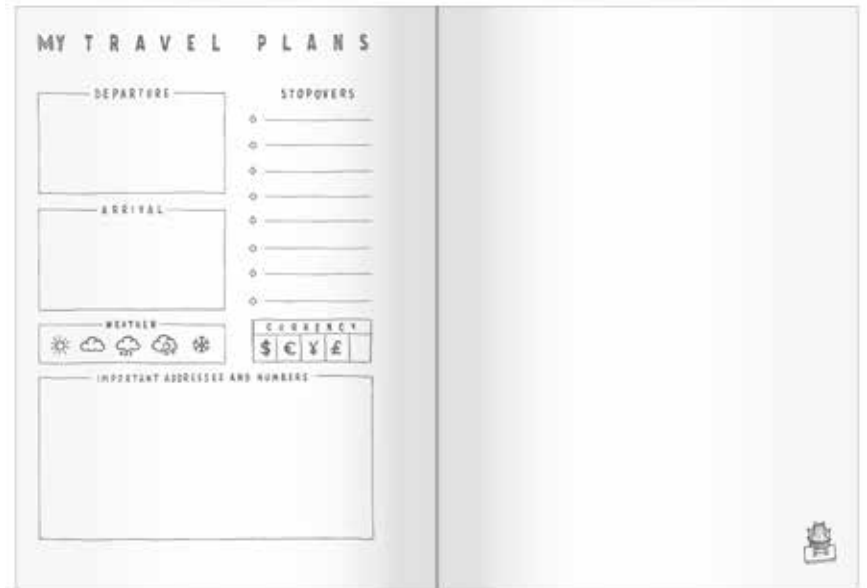 MY TRAVEL PLANS
DEPARTURE
STOPOVERS
ARRIVAL
WEATHER
CURRENCY
$ € ¥ £
IMPORTANT ADDRESSES AND NUMBERS